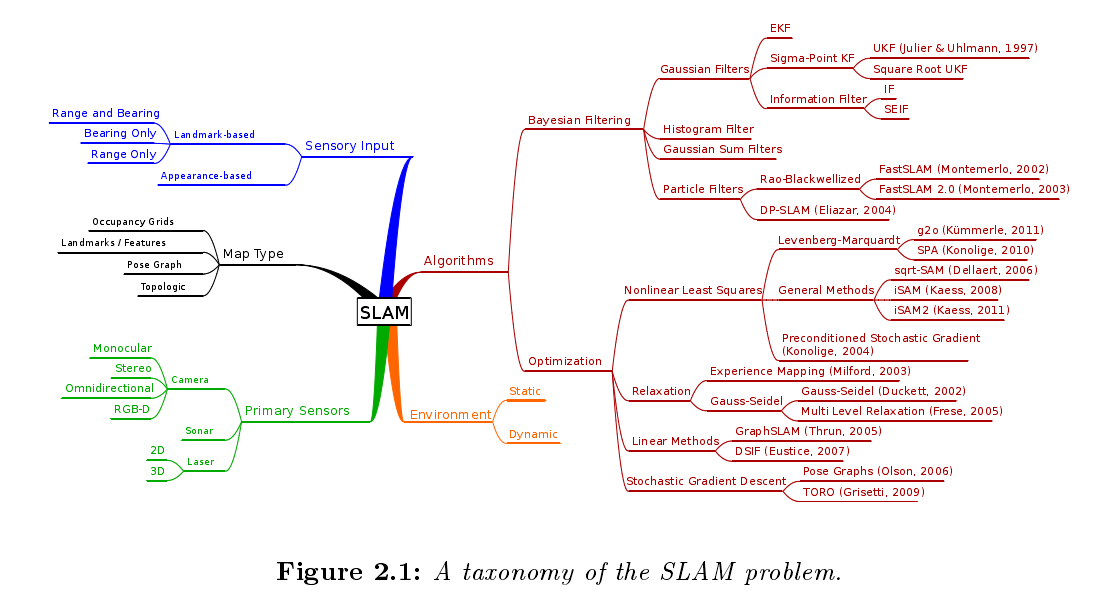 SLAM
Sensory Input
Landmark-based
Range and Bearing
Bearing Only
Range Only
Appearance-based
Map Type
Occupancy Grids
Landmarks / Features
Pose Graph
Topologic
Primary Sensors
Camera
Monocular
Stereo
Omnidirectional
RGB-D
Sonar
Laser
2D
3D
Algorithms
Bayesian Filtering
Gaussian Filters
EKF
Sigma-Point KF
UKF (Julier & Uhlmann, 1997)
Square Root UKF
Information Filter
IF
SEIF
Histogram Filter
Gaussian Sum Filters
Particle Filters
Rao-Blackwellized
FastSLAM (Montemerlo, 2002)
FastSLAM 2.0 (Montemerlo, 2003)
DP-SLAM (Eliazar, 2004)
Optimization
Nonlinear Least Squares
Levenberg-Marquardt
g2o (Kümmerle, 2011)
SPA (Konolige, 2010)
General Methods
sqrt-SAM (Dellaert, 2006)
iSAM (Kaess, 2008)
iSAM2 (Kaess, 2011)
Preconditioned Stochastic Gradient
(Konolige, 2004)
Relaxation
Experience Mapping (Milford, 2003)
Gauss-Seidel
Gauss-Seidel (Duckett, 2002)
Multi Level Relaxation (Frese, 2005)
Linear Methods
GraphSLAM (Thrun, 2005)
DSIF (Eustice, 2007)
Stochastic Gradient Descent
Pose Graphs (Olson, 2006)
TORO (Grisetti, 2009)
Environment
Static
Dynamic
Figure 2.1: A taxonomy of the SLAM problem.